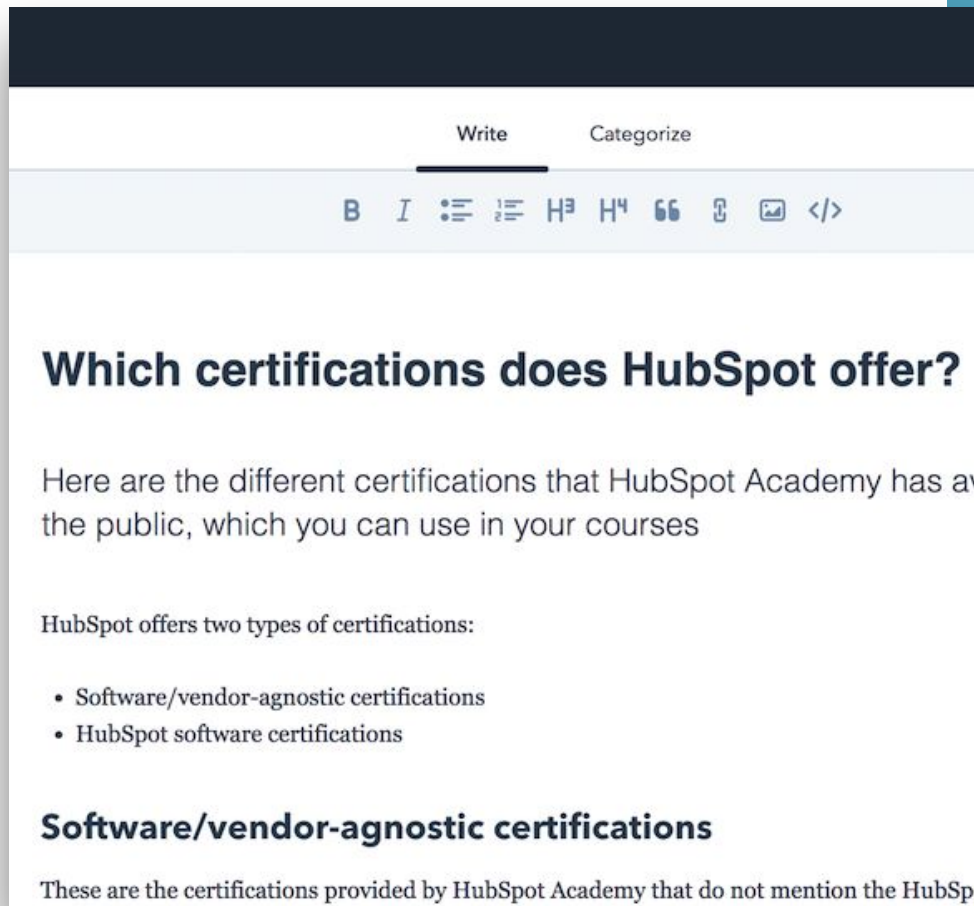 Write Categorize
B I H3 H4 </>
Which certifications does HubSpot offer?
Here are the different certifications that HubSpot Academy has
the public, which you can use in your courses
HubSpot offers two types of certifications:
• Software/vendor-agnostic certifications
• HubSpot software certifications
Software/vendor-agnostic certifications
These are the certifications provided by HubSpot Academy that do not mention the